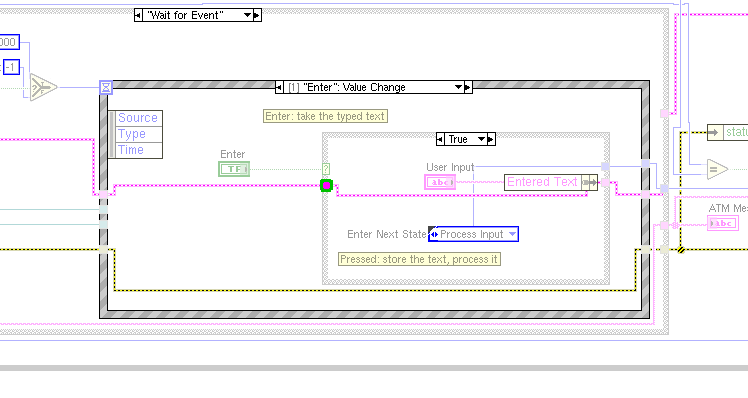 "Wait for Event"
000
-1
[1] "Enter": Value Change
Source
Type
Time
Enter: take the typed text
True
Enter
TF
?
User Input
abc
Entered Text
Enter Next State
Process Input
Pressed: store the text, process it
statu
=
ATM Me
abc